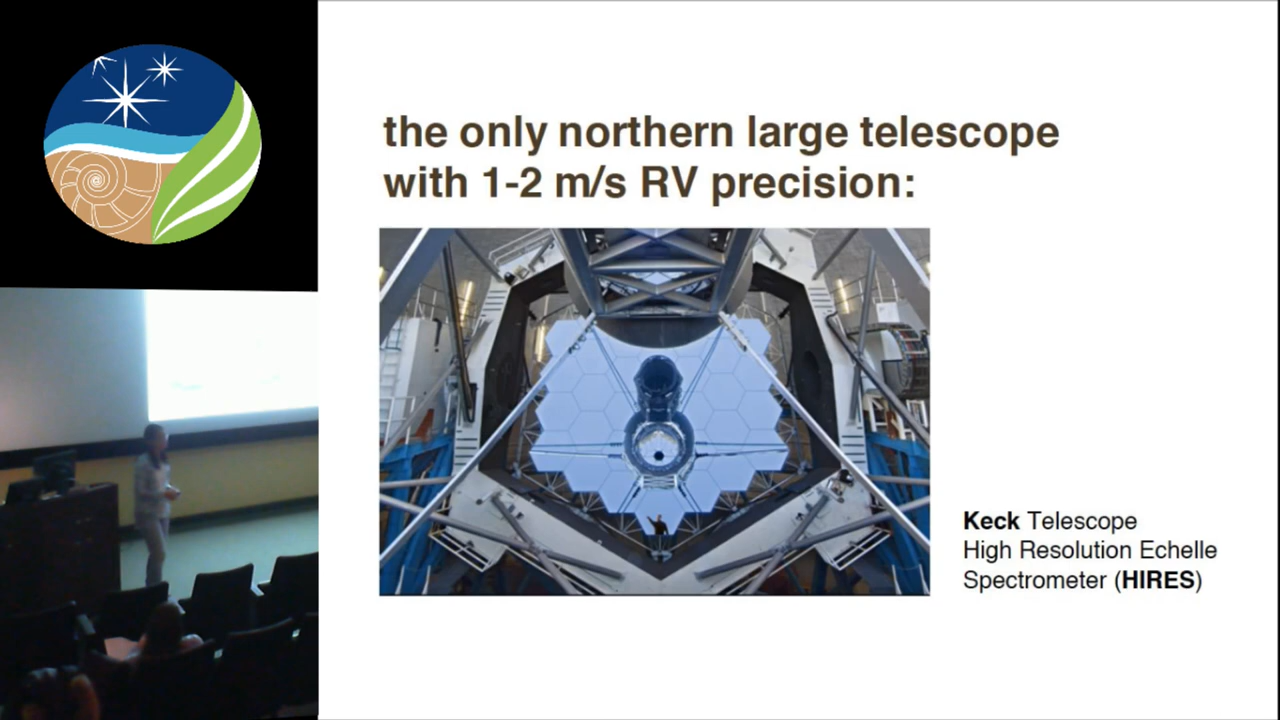 the only northern large telescope
with 1-2 m/s RV precision:
Keck Telescope
High Resolution Echelle
Spectrometer (HIRES)